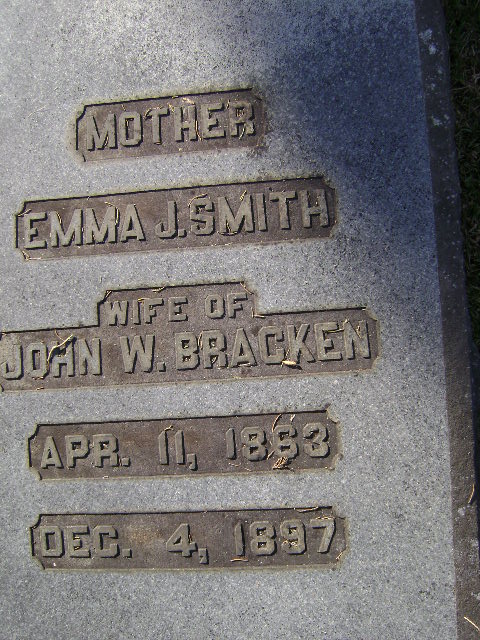 MOTHER
EMMA J. SMITH
WIFE OF
JOHN W. BRACKEN
APR. 11, 1863
DEC. 4, 1897